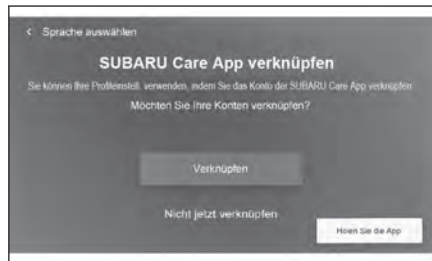 < Sprache auswählen
SUBARU Care App verknüpfen
Sie können Ihre Profileinstell. verwenden, indem Sie das Konto der SUBARU Care App verknüpfen.
Möchten Sie Ihre Konten verknüpfen?
Verknüpfen
Nicht jetzt verknüpfen
Holen Sie die App